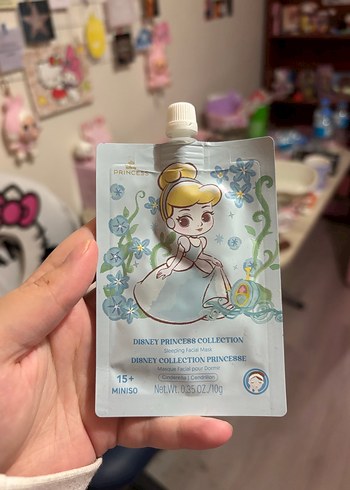 PRINCESS
DISNEY PRINCESS COLLECTION
Sleeping Facial Mask
DISNEY COLLECTION PRINCESSE
Masque Facial pour Dormir
Cinderella | Cendrillon
15+
MINISO
Net.WT. 0.35 OZ./10g